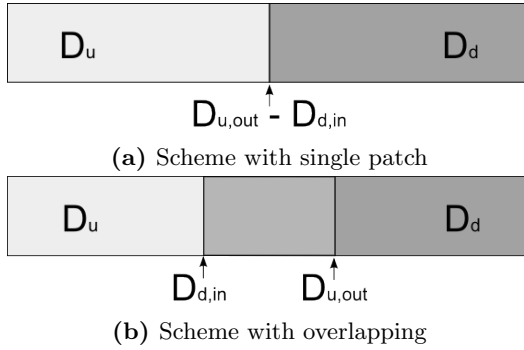 Du Dd
Du,out - Dd,in
(a) Scheme with single patch
Du Dd
Dd,in Du,out
(b) Scheme with overlapping